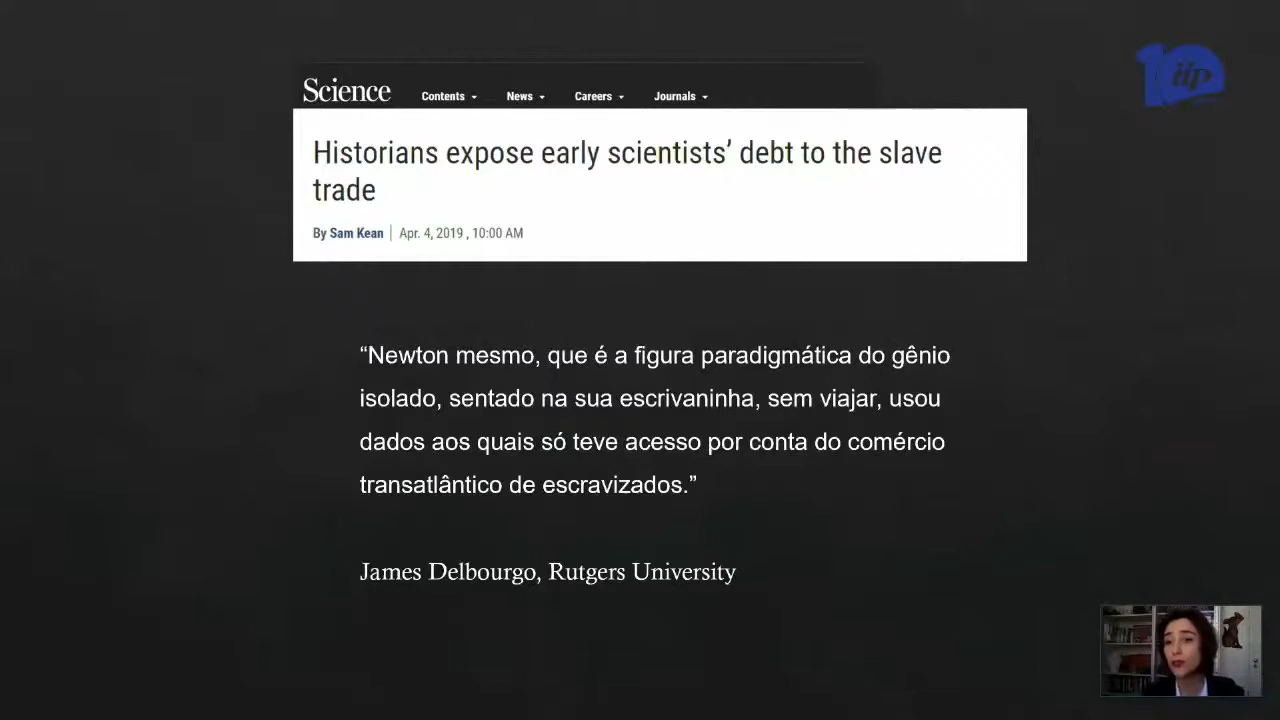 Science Contents News Careers Journals
Historians expose early scientists’ debt to the slave
trade
By Sam Kean | Apr. 4, 2019 , 10:00 AM
“Newton mesmo, que é a figura paradigmática do gênio
isolado, sentado na sua escrivaninha, sem viajar, usou
dados aos quais só teve acesso por conta do comércio
transatlântico de escravizados.”
James Delbourgo, Rutgers University